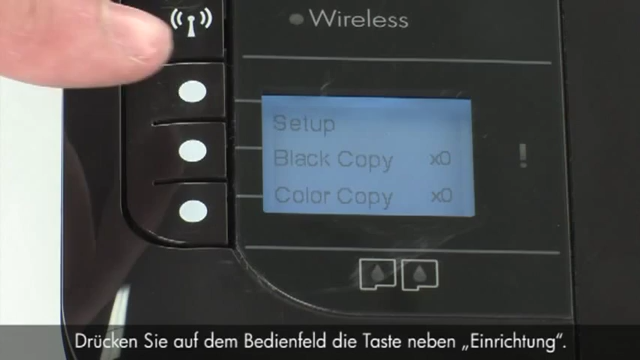 Wireless
Setup
Black Copy x0
Color Copy x0
!
Drücken Sie auf dem Bedienfeld die Taste neben „Einrichtung“.